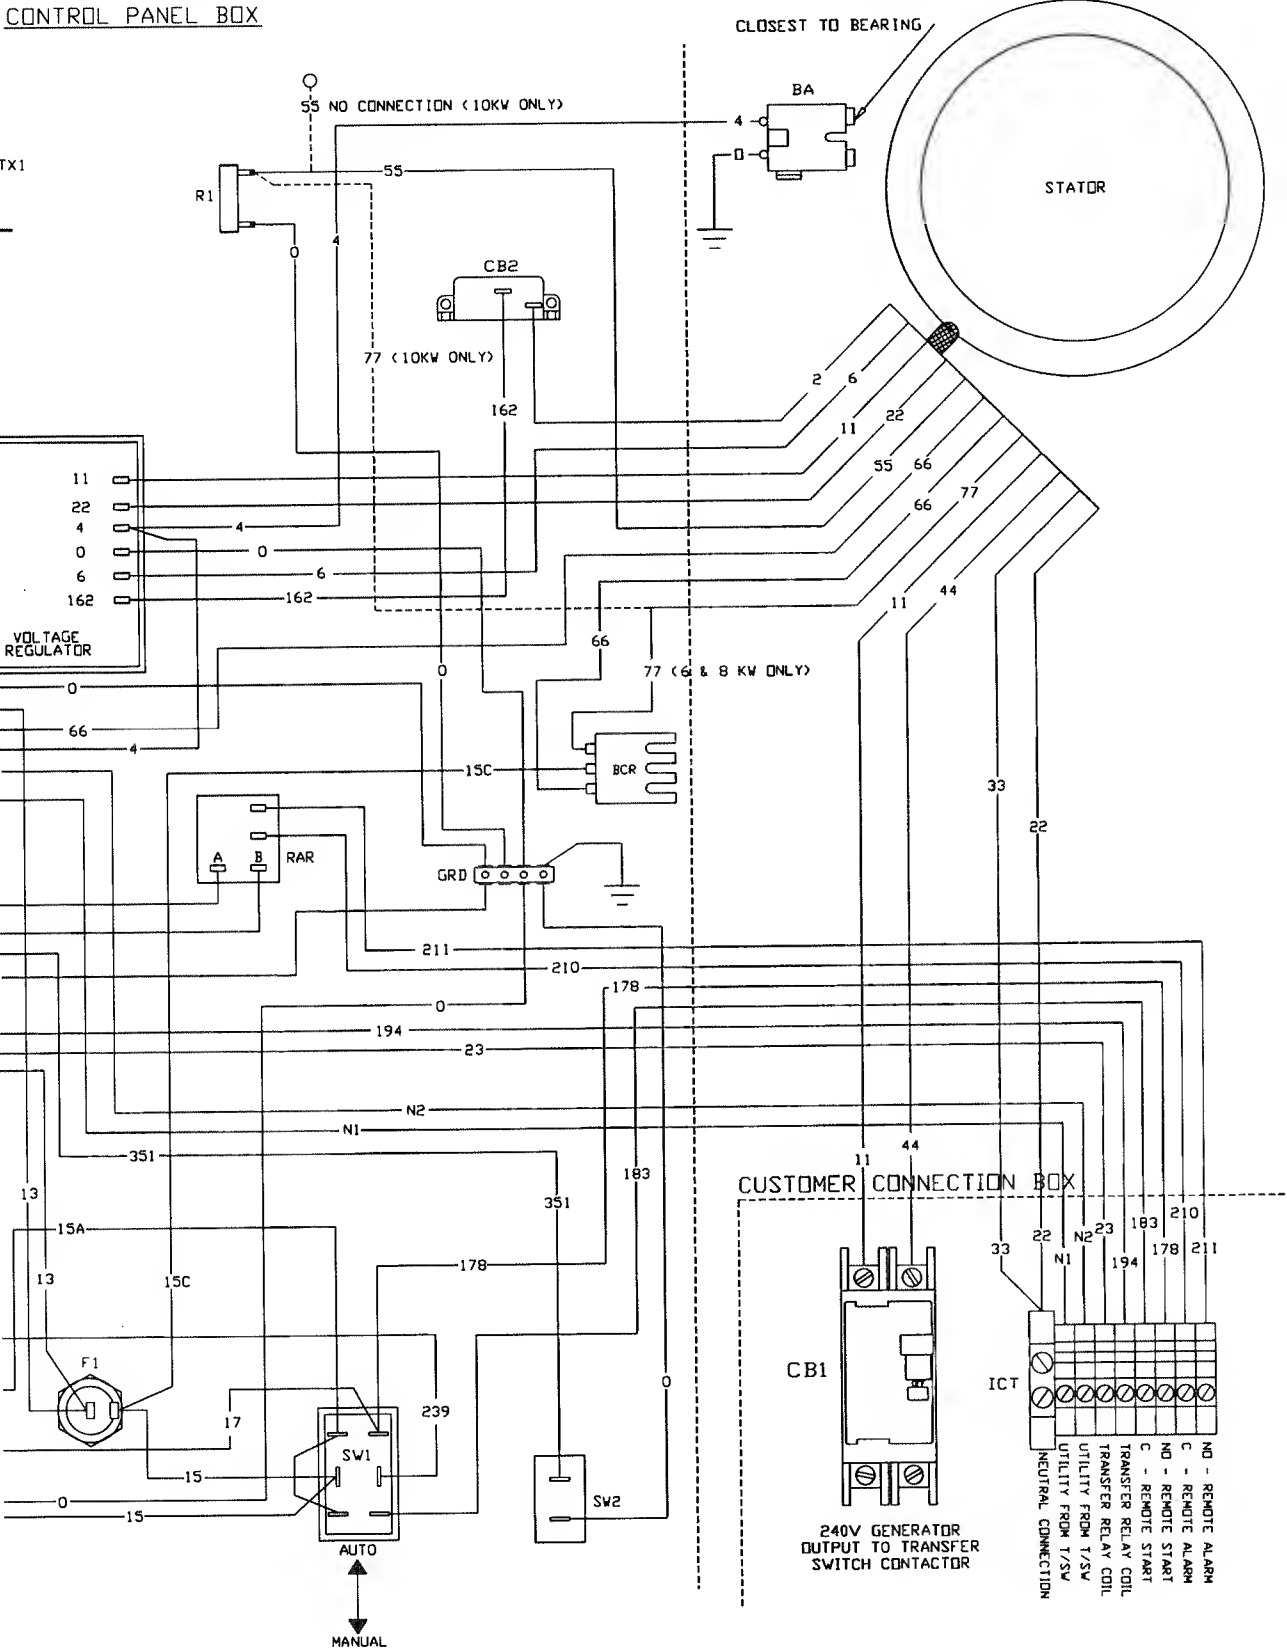 CONTROL PANEL BOX
CLOSEST TO BEARING
55 NO CONNECTION (10KW ONLY)
BA
4
0
TX1
R1
55
STATOR
0
4
CB2
77 (10KW ONLY)
162
2
6
11
22
55
66
66
77
11
22
4
0
6
162
VOLTAGE
REGULATOR
4
0
6
162
11
44
66
0
77 (6 & 8 KW ONLY)
0
66
4
15C
BCR
33
22
A
B
RAR
GRD
211
210
178
0
194
23
N2
N1
351
183
11
44
13
351
CUSTOMER CONNECTION BOX
15A
13
15C
178
33
22
N1
N2
23
194
183
178
210
211
F1
17
239
0
CB1
ICT
SW1
15
0
15
SW2
AUTO
MANUAL
240V GENERATOR
OUTPUT TO TRANSFER
SWITCH CONTACTOR
NEUTRAL CONNECTION
UTILITY FROM T/SW
UTILITY FROM T/SW
TRANSFER RELAY COIL
TRANSFER RELAY COIL
C - REMOTE START
NO - REMOTE START
C - REMOTE ALARM
NO - REMOTE ALARM